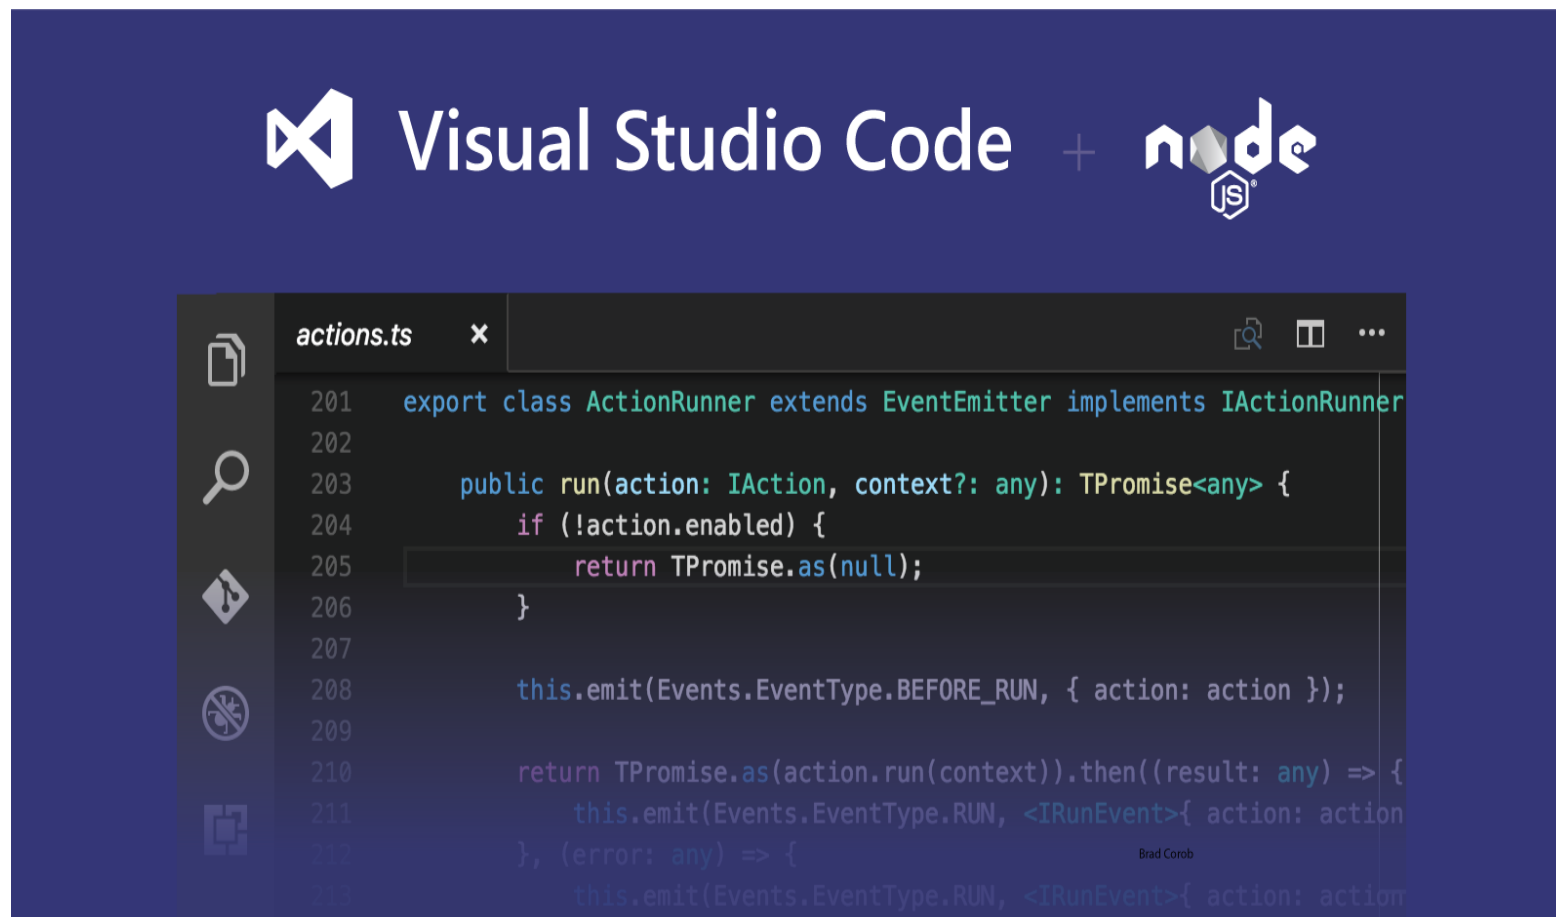 Visual Studio Code + node
JS®
actions.ts ×
201 export class ActionRunner extends EventEmitter implements IActionRunner
202
203 public run(action: IAction, context?: any): TPromise<any> {
204 if (!action.enabled) {
205 return TPromise.as(null);
206 }
207
208 this.emit(Events.EventType.BEFORE_RUN, { action: action });
209
210 return TPromise.as(action.run(context)).then((result: any) => {
211 this.emit(Events.EventType.RUN, <IRunEvent>{ action: action
212 }, (error: any) => {
Brad Corob
213 this.emit(Events.EventType.RUN, <IRunEvent>{ action: action